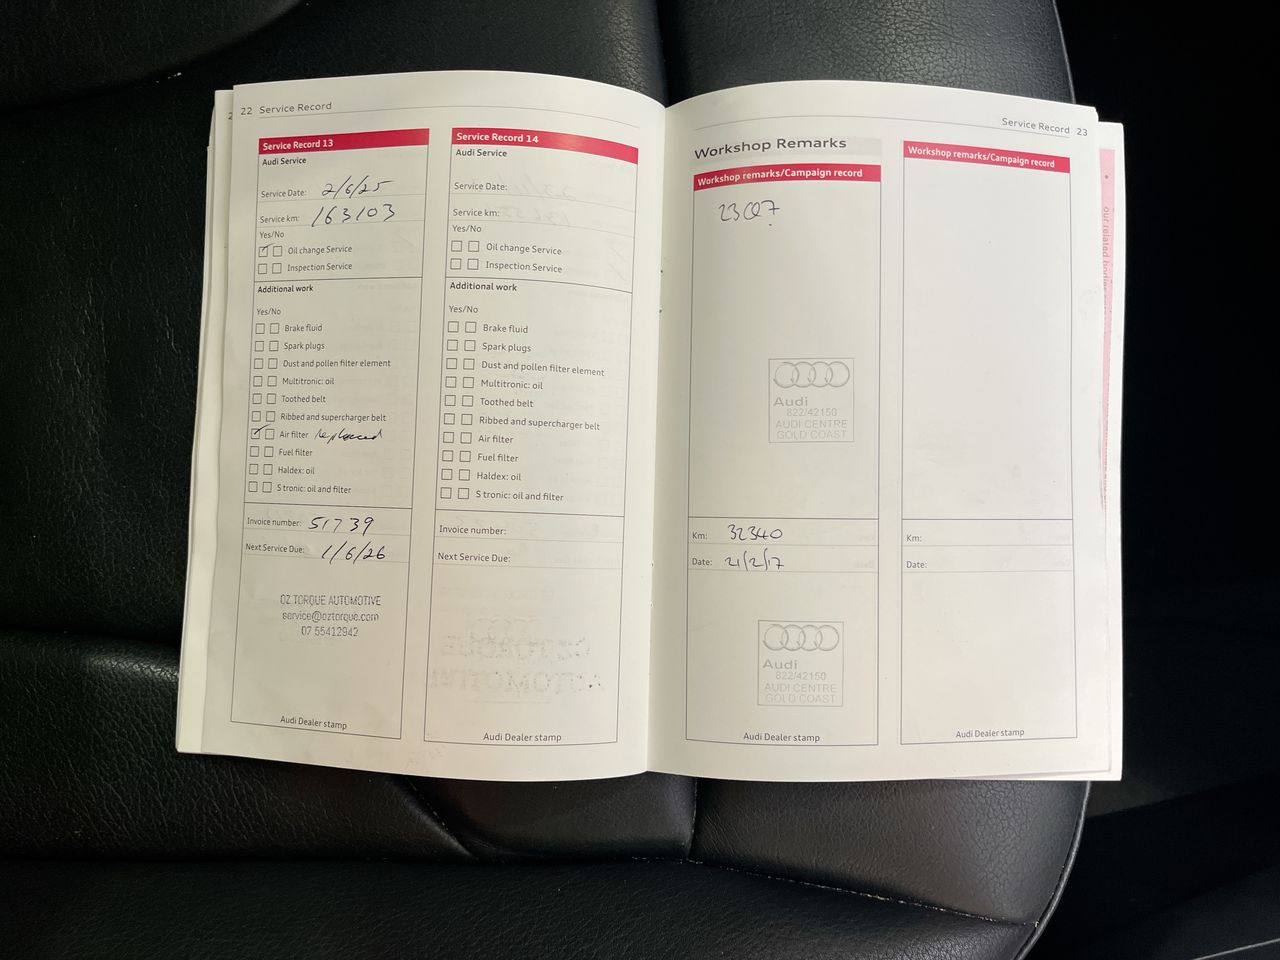 22 Service Record
Service Record 13
Audi Service
Service Date: 2/6/25
Service km: 163103
Yes/No
Oil change Service
Inspection Service
Additional work
Yes/No
Brake fluid
Spark plugs
Dust and pollen filter element
Multitronic: oil
Toothed belt
Ribbed and supercharger belt
Air filter replaced
Fuel filter
Haldex: oil
S tronic: oil and filter
Invoice number: 51739
Next Service Due: 1/6/26
OZ TORQUE AUTOMOTIVE
service@oztorque.com
07 55412942
Audi Dealer stamp
Service Record 14
Audi Service
Service Date:
Service km:
Yes/No
Oil change Service
Inspection Service
Additional work
Yes/No
Brake fluid
Spark plugs
Dust and pollen filter element
Multitronic: oil
Toothed belt
Ribbed and supercharger belt
Air filter
Fuel filter
Haldex: oil
S tronic: oil and filter
Invoice number:
Next Service Due:
Audi Dealer stamp
Service Record 23
Workshop Remarks
Workshop remarks/Campaign record
Audi
822/42150
AUDI CENTRE
GOLD COAST
Km: 32340
Date: 21/2/17
Audi
822/42150
AUDI CENTRE
GOLD COAST
Audi Dealer stamp
Workshop remarks/Campaign record
Km:
Date:
Audi Dealer stamp